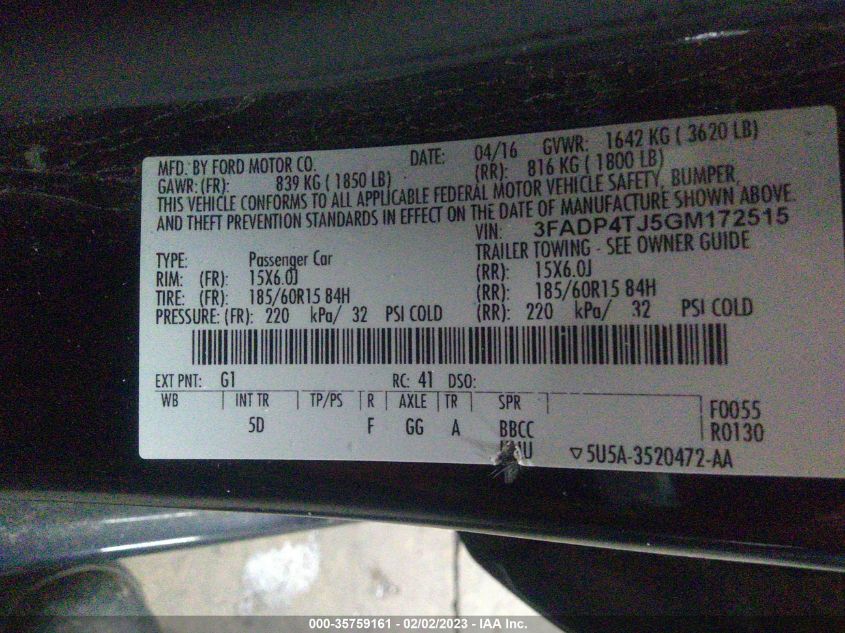 MFD. BY FORD MOTOR CO. DATE: 04/16 GVWR: 1642 KG ( 3620 LB)
GAWR: (FR): 839 KG ( 1850 LB) (RR): 816 KG ( 1800 LB)
THIS VEHICLE CONFORMS TO ALL APPLICABLE FEDERAL MOTOR VEHICLE SAFETY, BUMPER,
AND THEFT PREVENTION STANDARDS IN EFFECT ON THE DATE OF MANUFACTURE SHOWN ABOVE.
VIN: 3FADP4TJ5GM172515
TYPE: Passenger Car TRAILER TOWING - SEE OWNER GUIDE
RIM: (FR): 15X6.0J (RR): 15X6.0J
TIRE: (FR): 185/60R15 84H (RR): 185/60R15 84H
PRESSURE: (FR): 220 kPa/ 32 PSI COLD (RR): 220 kPa/ 32 PSI COLD
EXT PNT: G1 RC: 41 DSO:
WB INT TR TP/PS R AXLE TR SPR F0055
5D F GG A BBCC R0130
▽5U5A-3520472-AA
000-35759161 - 02/02/2023 - IAA Inc.